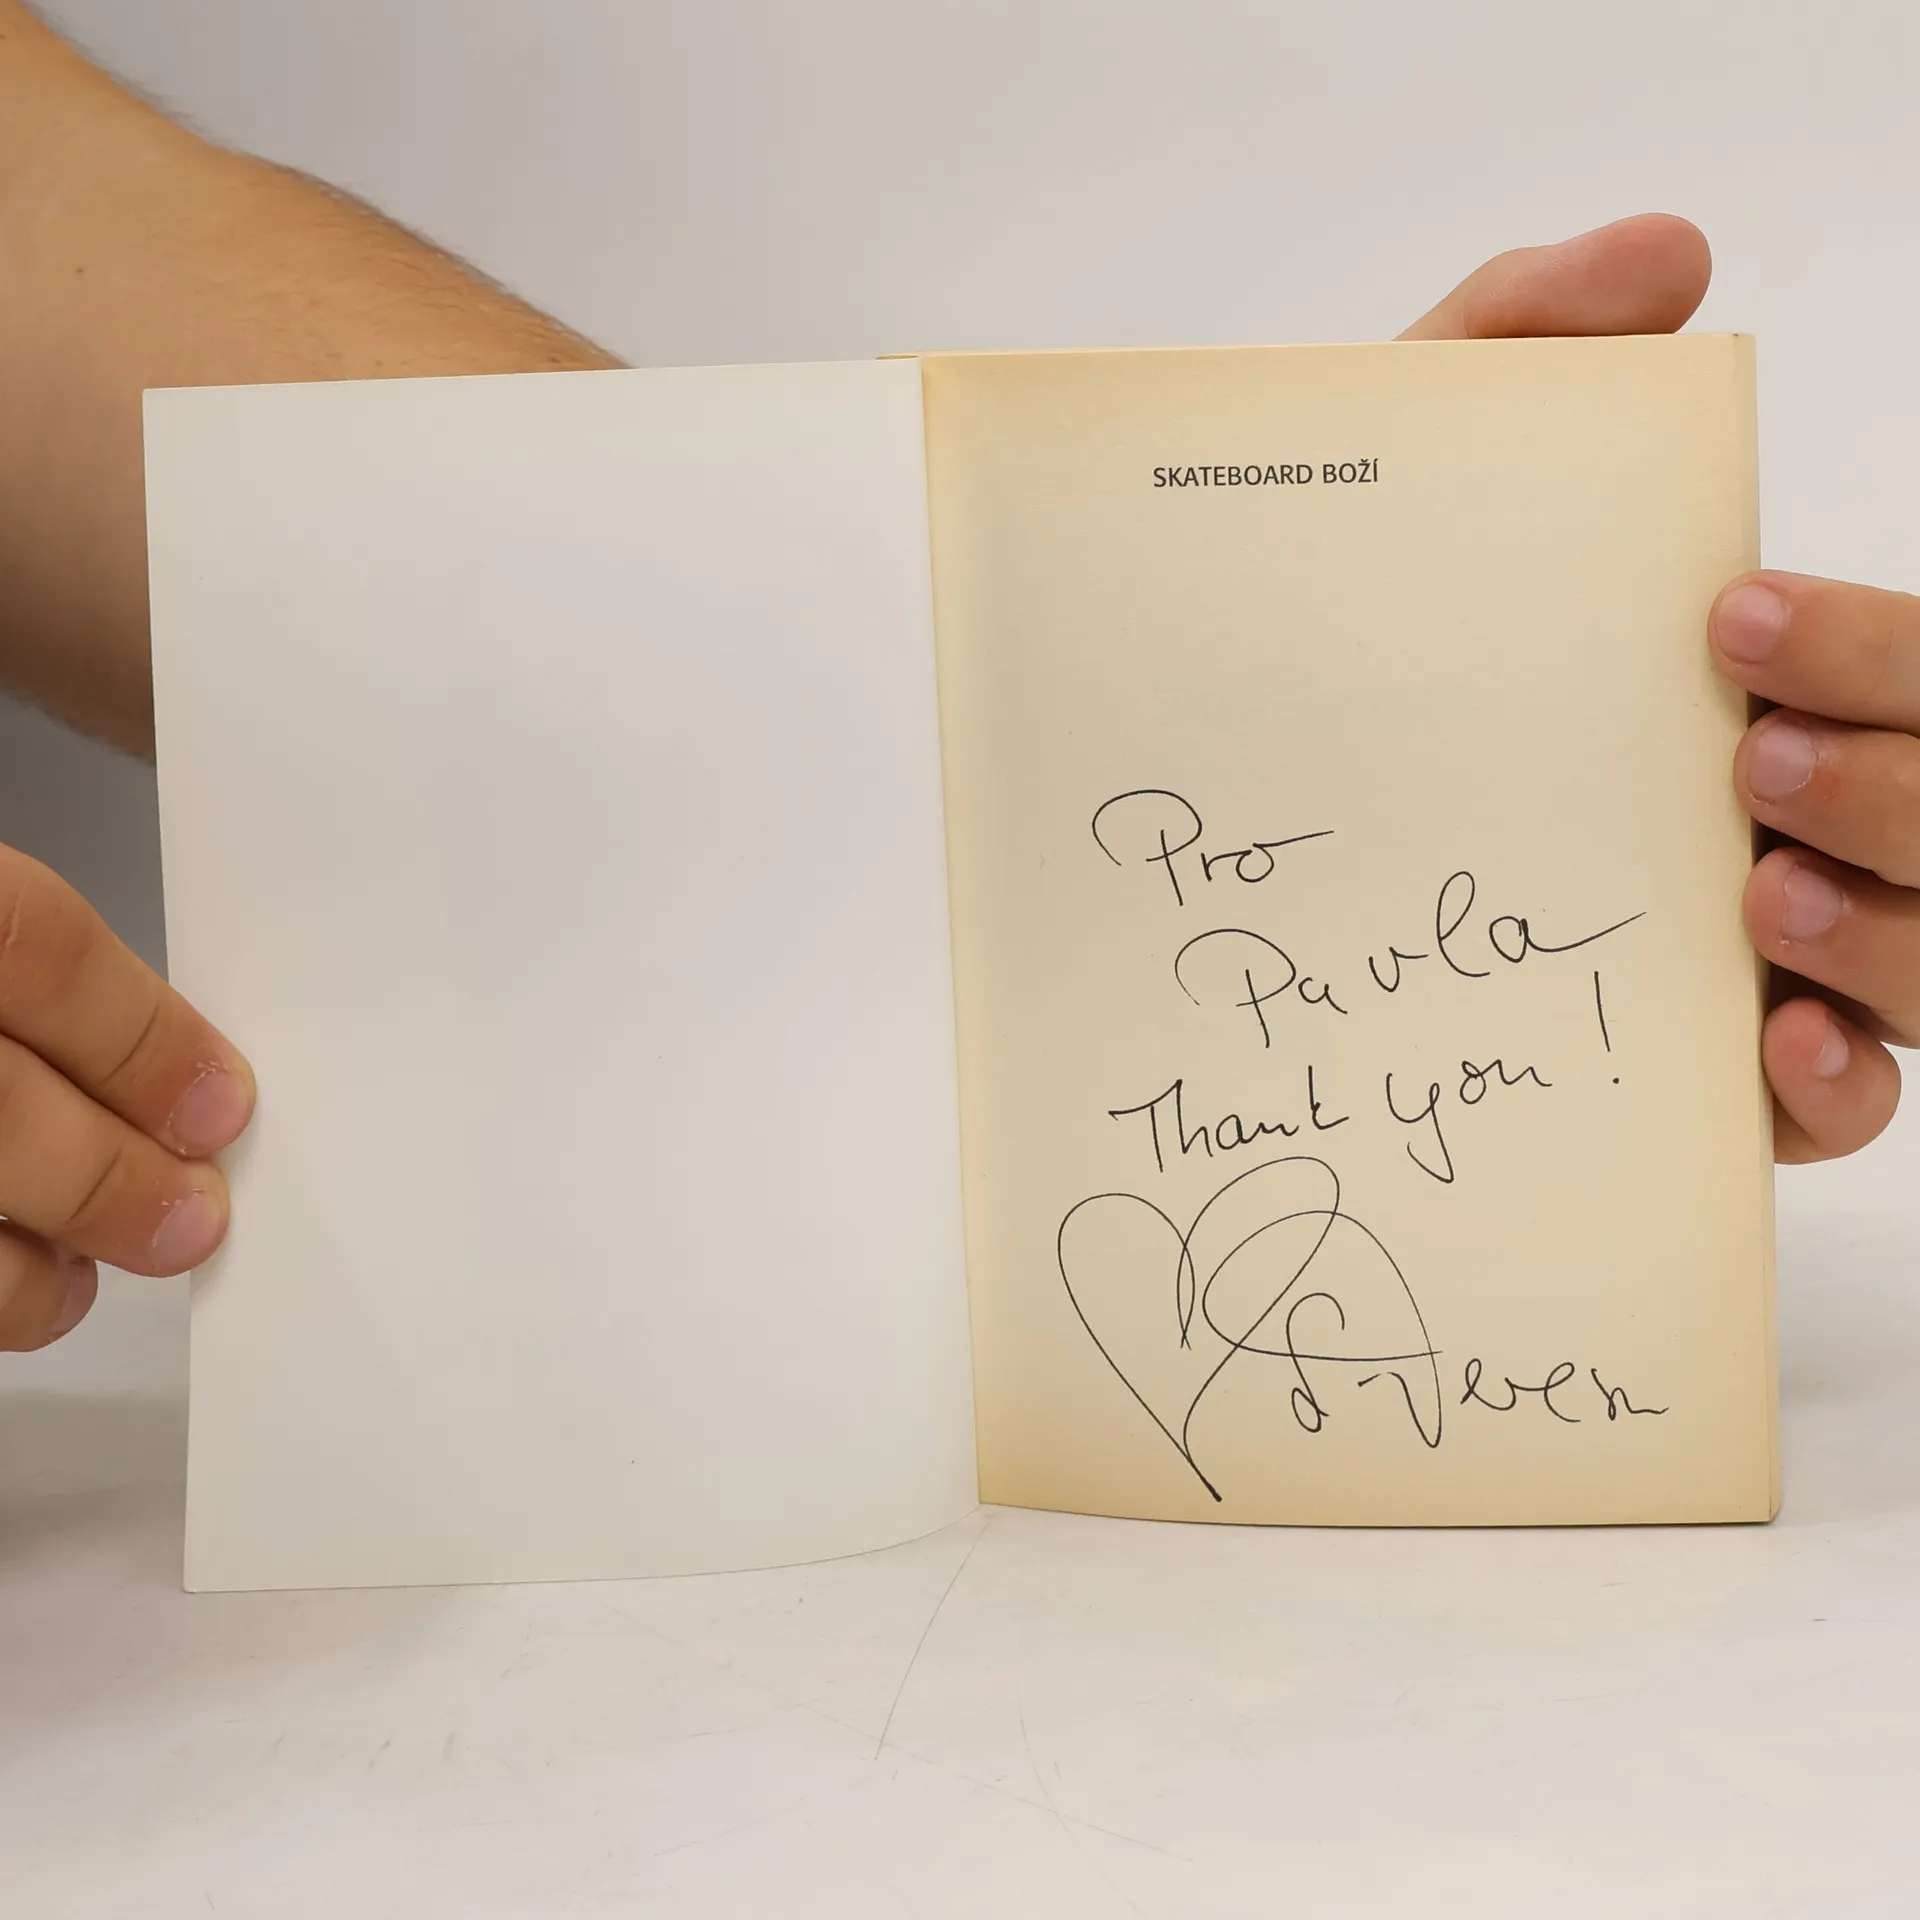 SKATEBOARD BOŽÍ
Pro
Pavla
Thank you!